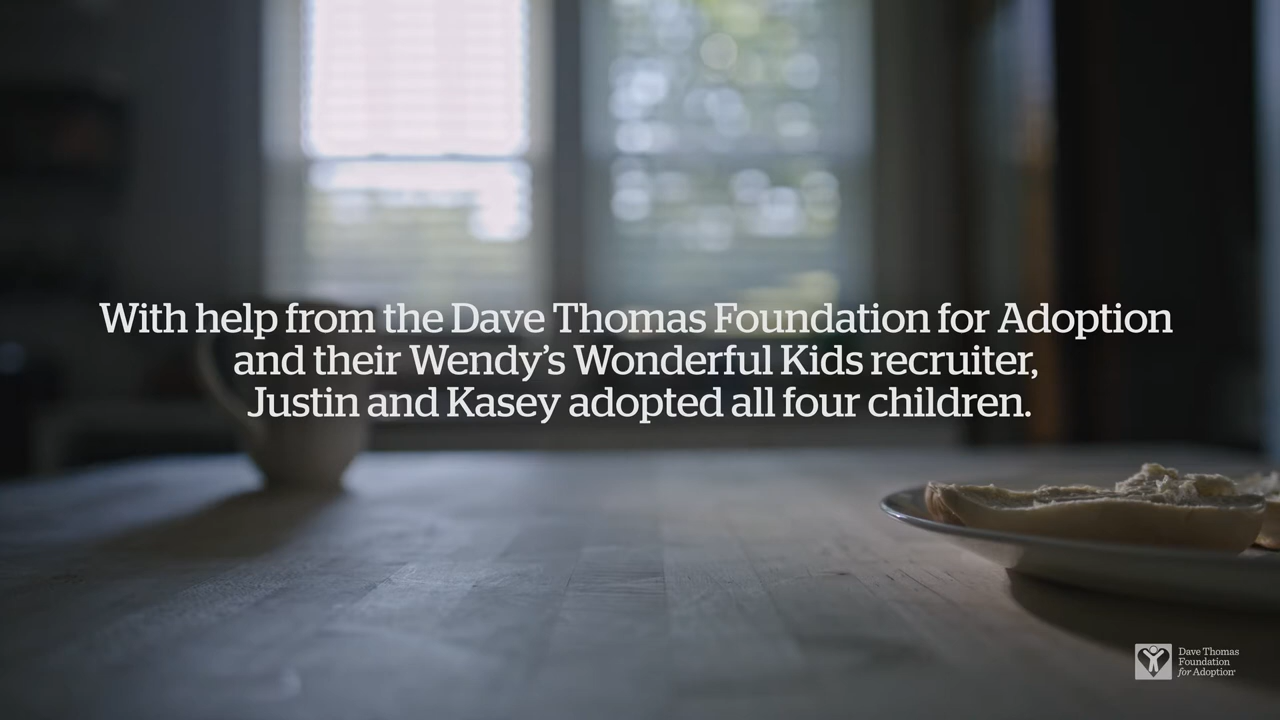 With help from the Dave Thomas Foundation for Adoption
and their Wendy’s Wonderful Kids recruiter,
Justin and Kasey adopted all four children.
Dave Thomas
Foundation
for Adoption